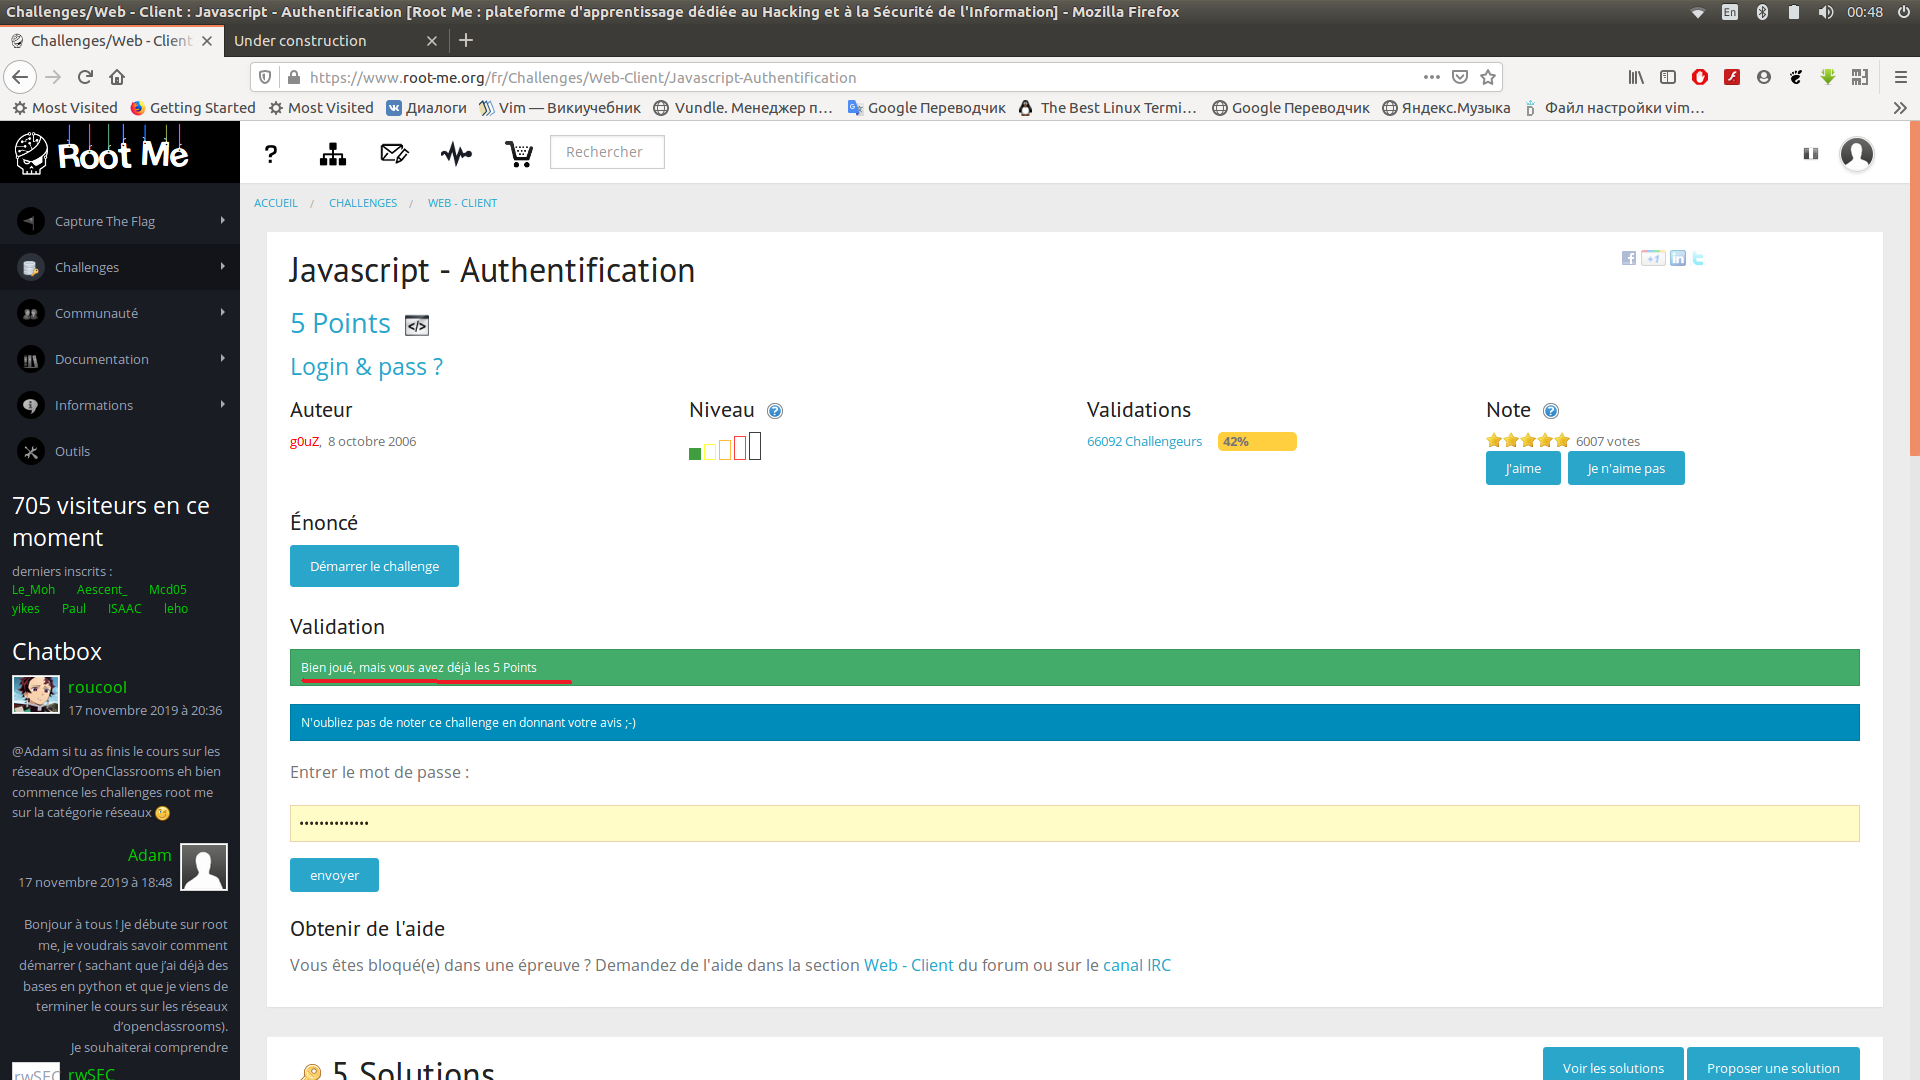 Challenges/Web - Client : Javascript - Authentification [Root Me : plateforme d'apprentissage dédiée au Hacking et à la Sécurité de l'Information] - Mozilla Firefox
En
00:48
Challenges/Web - Client
Under construction
https://www.root-me.org/fr/Challenges/Web-Client/Javascript-Authentification
Most Visited
Getting Started
Most Visited
Диалоги
Vim — Викиучебник
Vundle. Менеджер п…
Google Переводчик
The Best Linux Termi…
Google Переводчик
Яндекс.Музыка
Файл настройки vim…
Root Me
Rechercher
ACCUEIL / CHALLENGES / WEB - CLIENT
Capture The Flag
Challenges
Communauté
Documentation
Informations
Outils
705 visiteurs en ce
moment
derniers inscrits :
Le_Moh Aescent_ Mcd05
yikes Paul ISAAC leho
Chatbox
roucool
17 novembre 2019 à 20:36
@Adam si tu as finis le cours sur les
réseaux d'OpenClassrooms eh bien
commence les challenges root me
sur la catégorie réseaux
Adam
17 novembre 2019 à 18:48
Bonjour à tous ! Je débute sur root
me, je voudrais savoir comment
démarrer ( sachant que j'ai déjà des
bases en python et que je viens de
terminer le cours sur les réseaux
d'openclassrooms).
Je souhaiterai comprendre
rwSEC
rwSEC
Javascript - Authentification
+1
5 Points
Login & pass ?
Auteur
g0uZ, 8 octobre 2006
Niveau
Validations
66092 Challengeurs 42%
Note
6007 votes
J'aime
Je n'aime pas
Énoncé
Démarrer le challenge
Validation
Bien joué, mais vous avez déjà les 5 Points
N'oubliez pas de noter ce challenge en donnant votre avis ;-)
Entrer le mot de passe :
••••••••••••••
envoyer
Obtenir de l'aide
Vous êtes bloqué(e) dans une épreuve ? Demandez de l'aide dans la section Web - Client du forum ou sur le canal IRC
5 Solutions
Voir les solutions
Proposer une solution